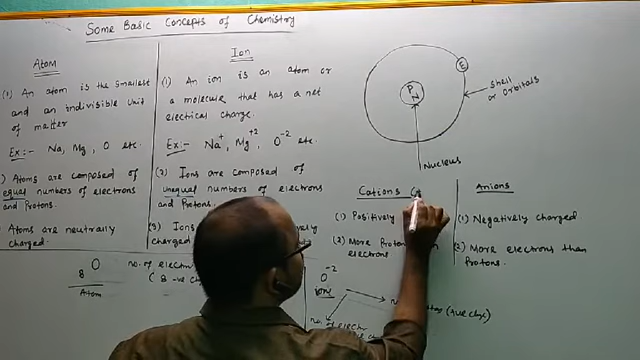 Some Basic Concepts of Chemistry
Atom
(1) An atom is the smallest
and an indivisible Unit
of matter
Ex:- Na, Mg, O etc.
) Atoms are composed of
equal numbers of electrons
and Protons.
Atoms are neutrally
charged.
8 O
Atom
no. of electr
( 8 -ve c
Ion
(1) An ion is an atom or
a molecule that has a net
electrical charge.
Ex:- Na+, Mg+2, O-2 etc.
(2) Ions are composed of
unequal numbers of electrons
and Protons.
(3) Ions
charged
E
P
N
Shell
or Orbitals
Nucleus
Cations (
(1) Positively
(2) More Proton
electrons
Anions
(1) Negatively charged
(2) More electrons then
Protons.
O-2
Ion
no. of electr